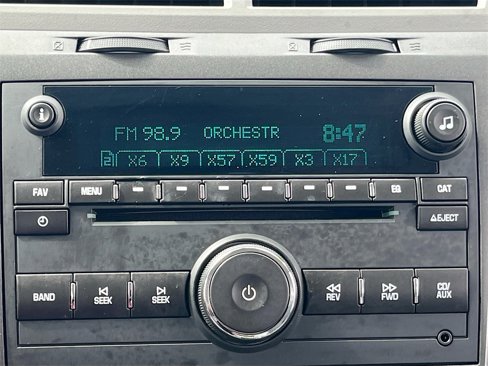 FM 98.9 ORCHESTR 8:47
2 X6 X9 X57 X59 X3 X17
FAV MENU EQ CAT
EJECT
BAND SEEK SEEK REV FWD CD/
AUX